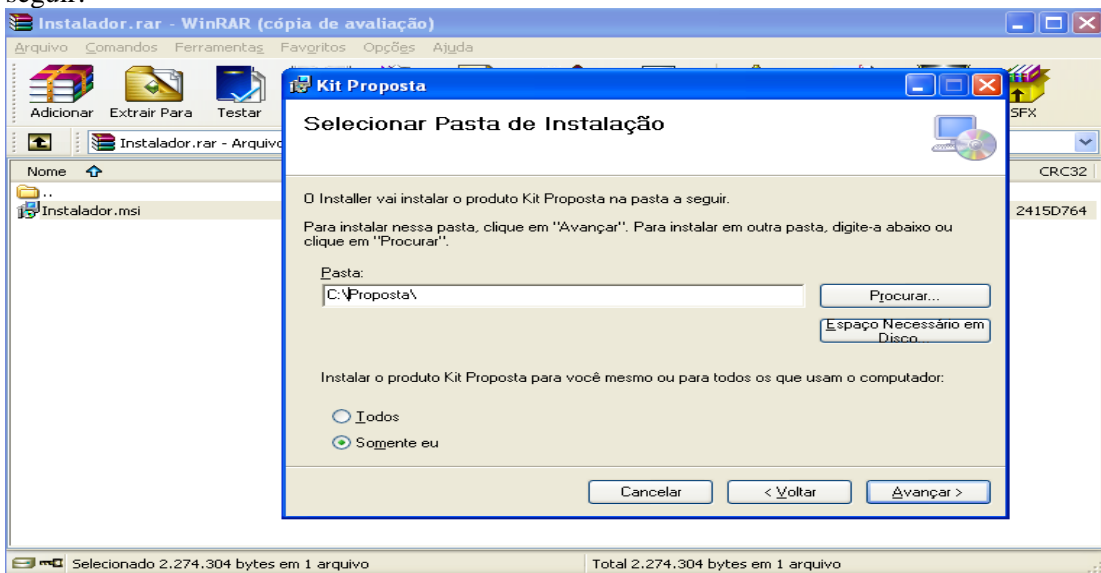 seguir:
Instalador.rar - WinRAR (cópia de avaliação)
Arquivo Comandos Ferramentas Favoritos Opções Ajuda
Adicionar Extrair Para Testar SFX
Instalador.rar - Arquivo
Nome CRC32
..
Instalador.msi 2415D764
Kit Proposta
Selecionar Pasta de Instalação
O Installer vai instalar o produto Kit Proposta na pasta a seguir.
Para instalar nessa pasta, clique em "Avançar". Para instalar em outra pasta, digite-a abaixo ou
clique em "Procurar".
Pasta:
C:\Proposta\
Procurar...
Espaço Necessário em
Disco...
Instalar o produto Kit Proposta para você mesmo ou para todos os que usam o computador:
Todos
Somente eu
Cancelar < Voltar Avançar >
Selecionado 2.274.304 bytes em 1 arquivo Total 2.274.304 bytes em 1 arquivo